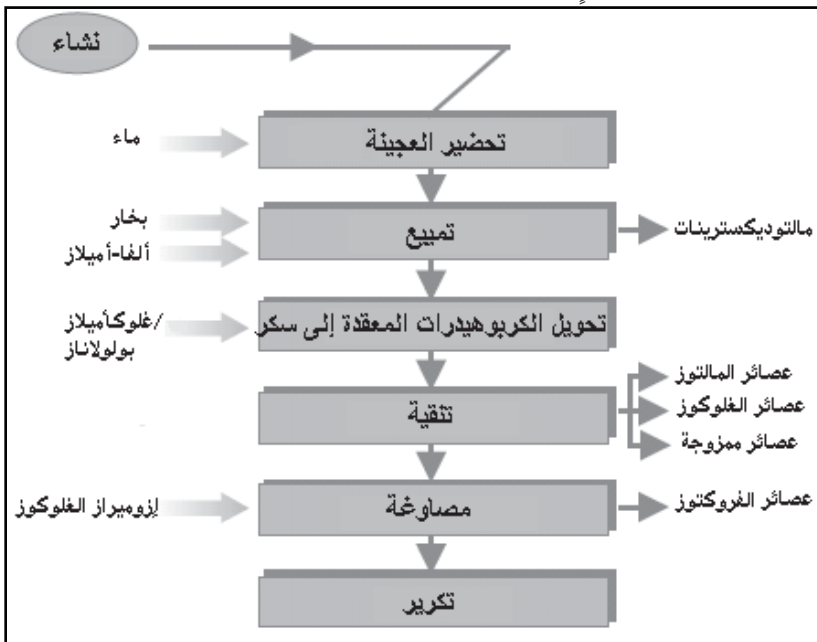 نشاء
تحضير العجينة
ماء
تمييع
بخار
ألفا-أميلاز
مالتوديكسترينات
تحويل الكربوهيدرات المعقدة إلى سكر
غلوكأميلاز/
بولولاناز
تنقية
عصائر المالتوز
عصائر الغلوكوز
عصائر ممزوجة
مصاوغة
إزوميراز الغلوكوز
عصائر الفروكتوز
تكرير